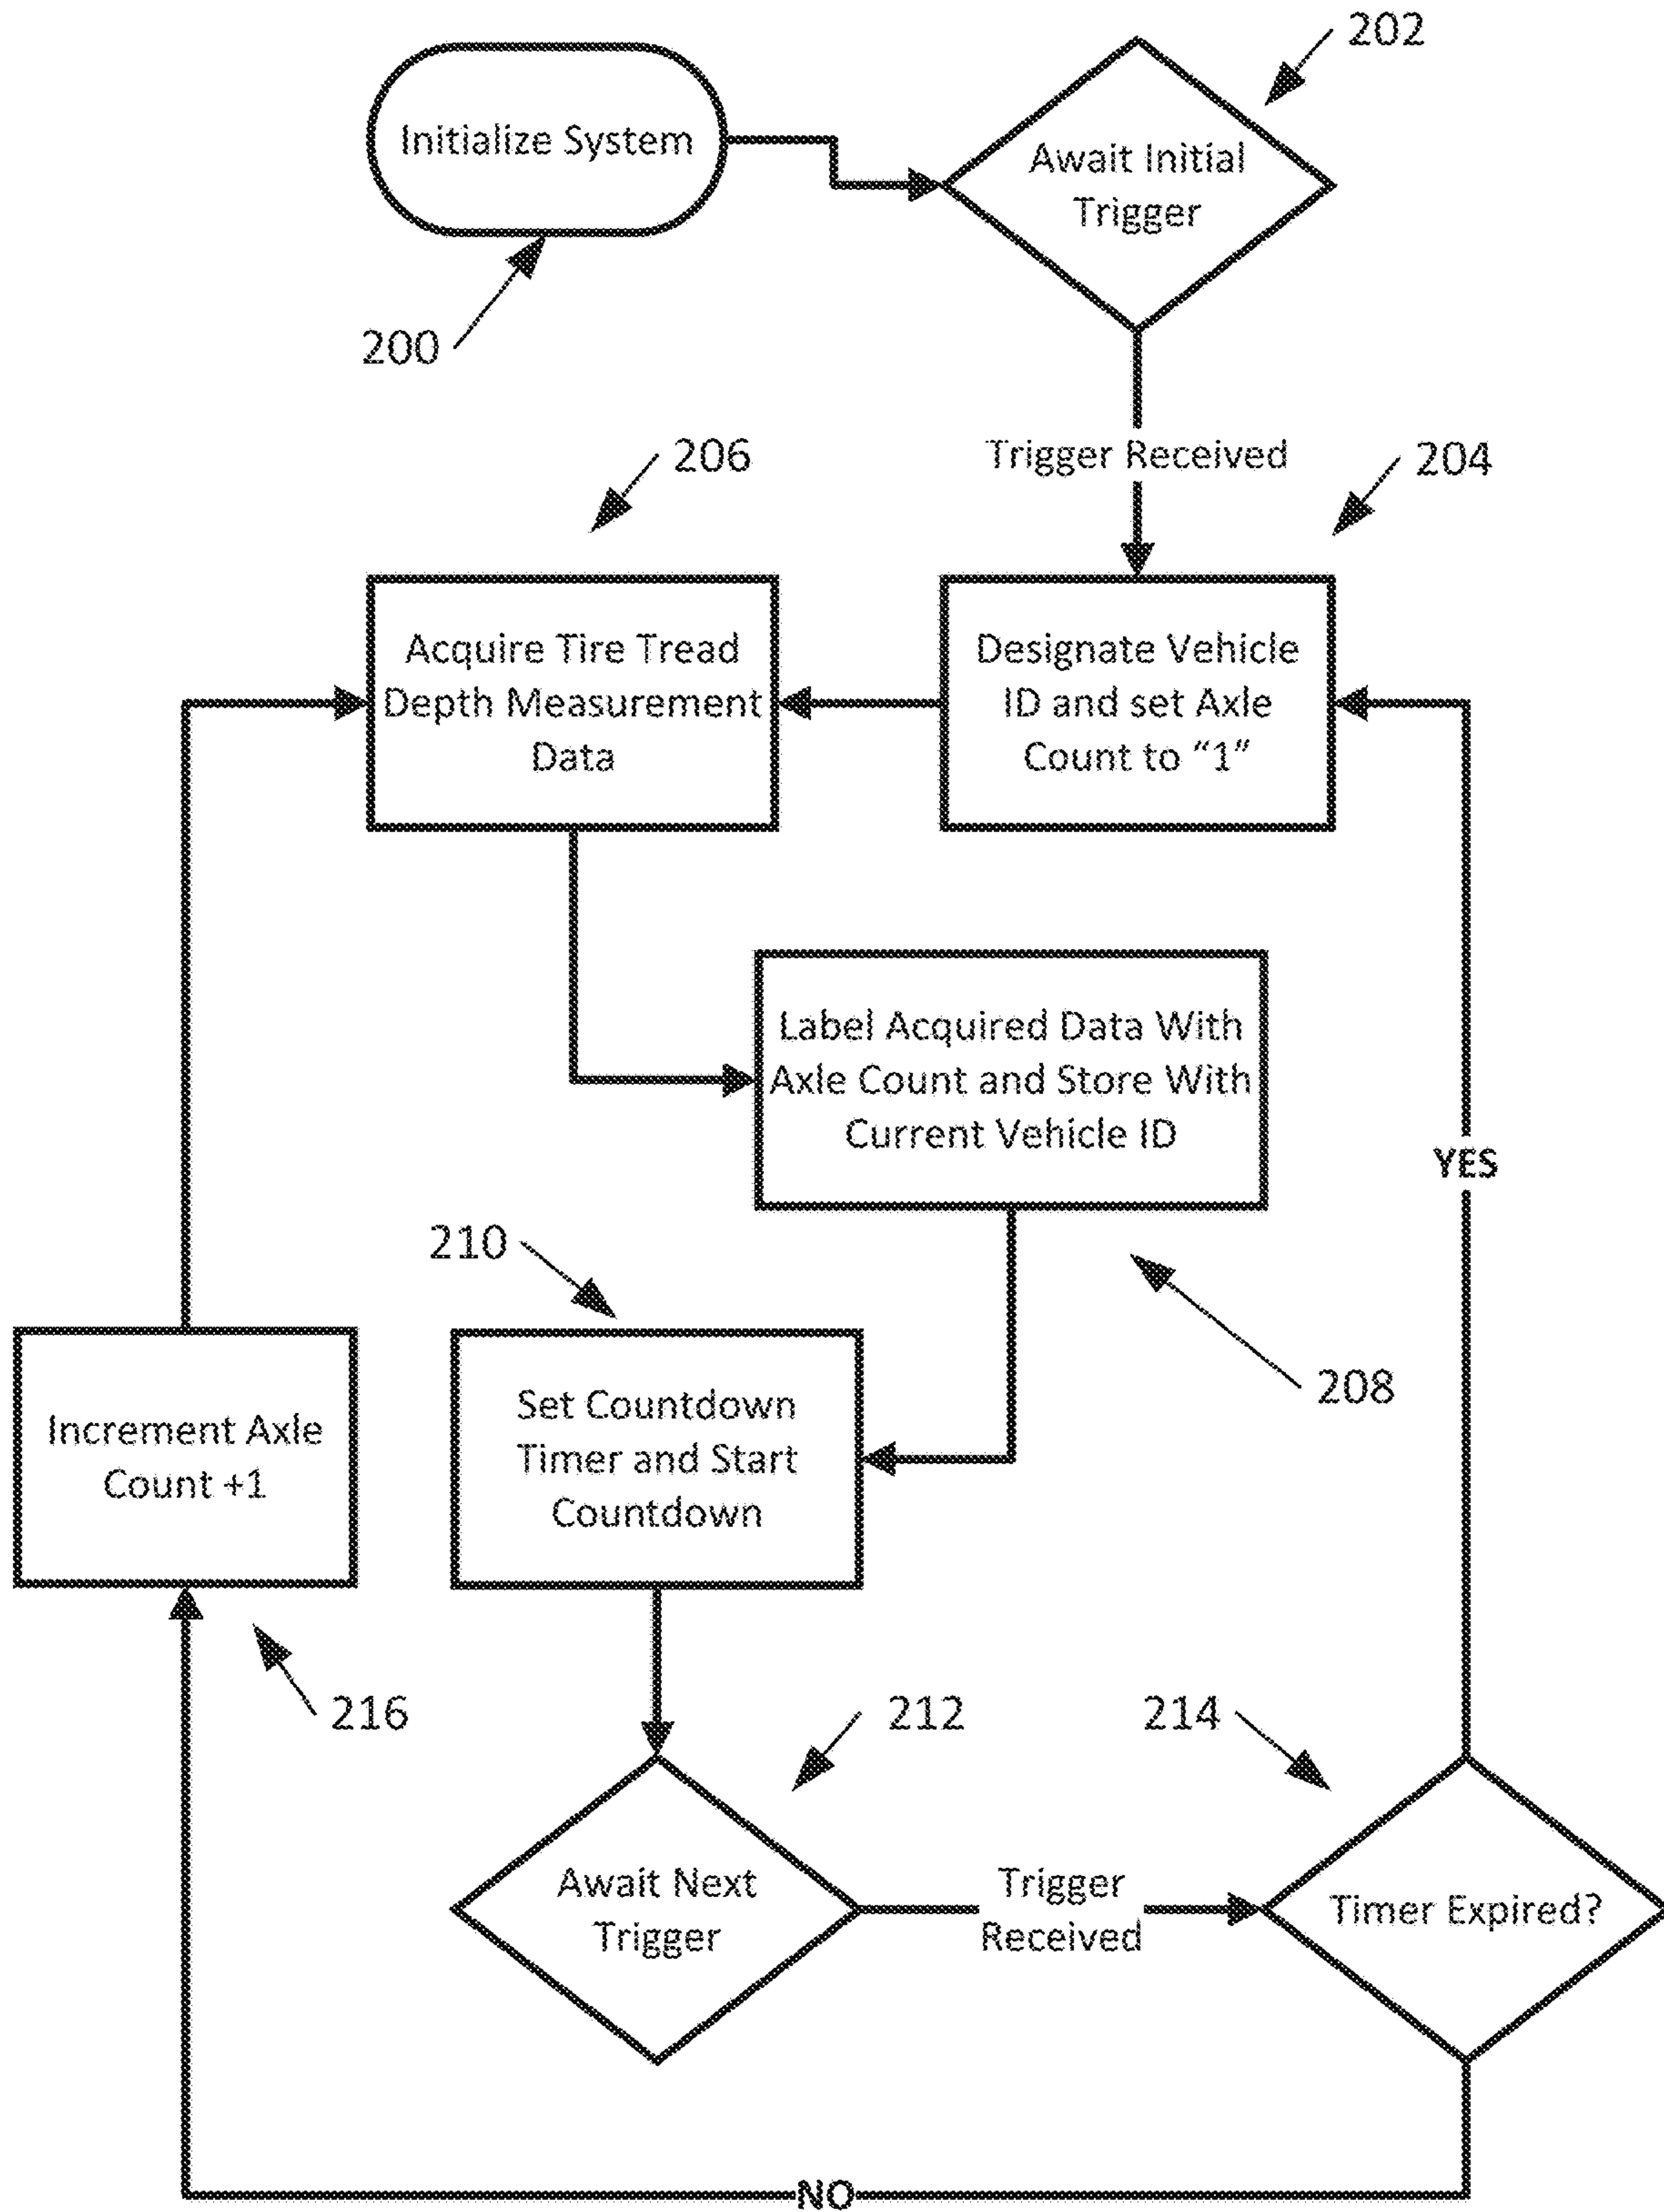 202
Initialize System
Await Initial
Trigger
200
Trigger Received
206
204
Acquire Tire Tread
Depth Measurement
Data
Designate Vehicle
ID and set Axle
Count to “1”
Label Acquired Data With
Axle Count and Store With
Current Vehicle ID
YES
210
208
Increment Axle
Count +1
Set Countdown
Timer and Start
Countdown
216
212
214
Await Next
Trigger
Trigger
Received
Timer Expired?
NO